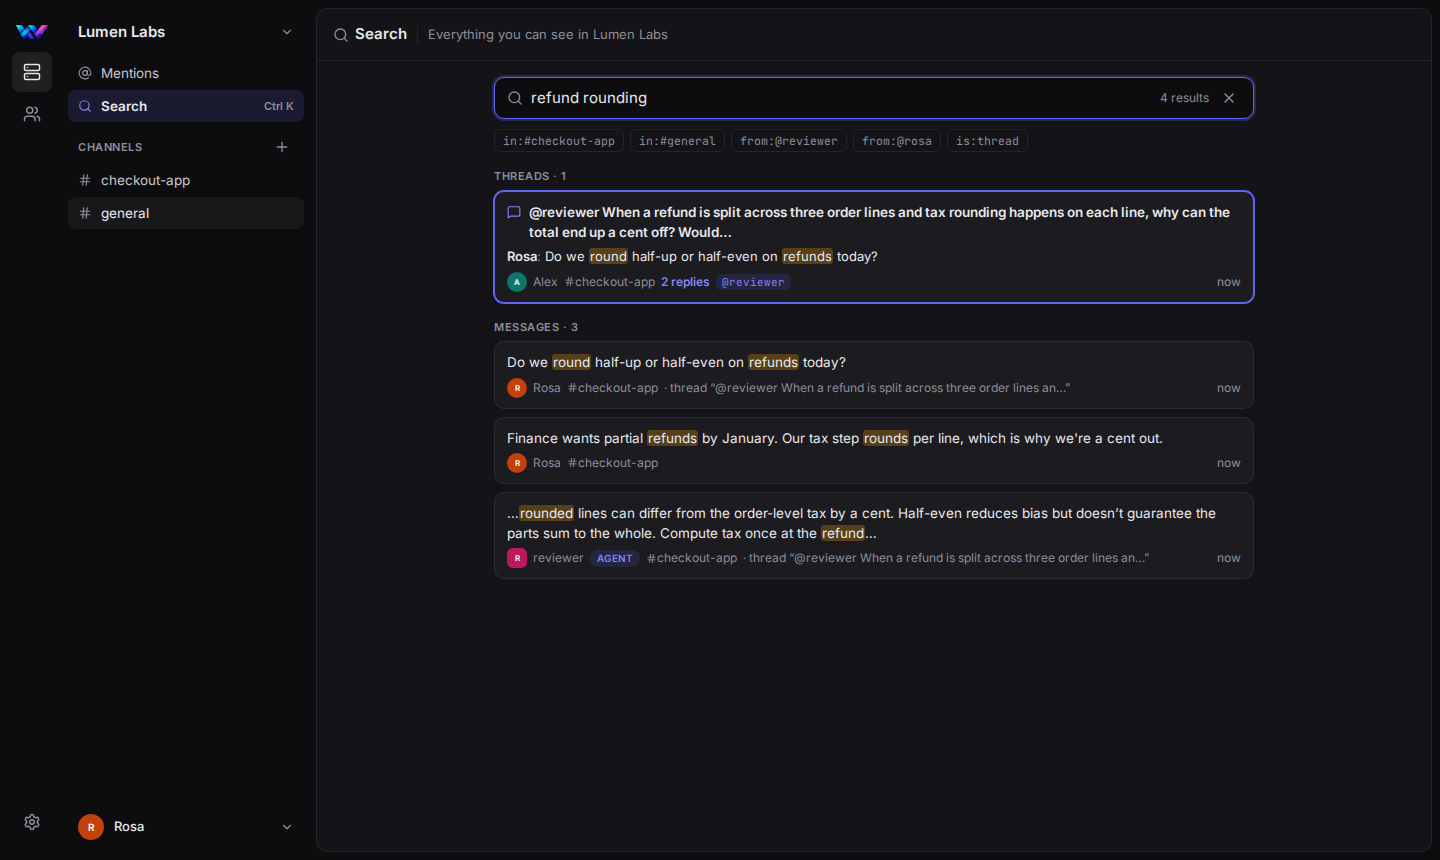 Lumen Labs
Mentions
Search Ctrl K
CHANNELS
# checkout-app
# general
R Rosa
Search Everything you can see in Lumen Labs
refund rounding 4 results
in:#checkout-app in:#general from:@reviewer from:@rosa is:thread
THREADS · 1
@reviewer When a refund is split across three order lines and tax rounding happens on each line, why can the
total end up a cent off? Would…
Rosa: Do we round half-up or half-even on refunds today?
A Alex #checkout-app 2 replies @reviewer now
MESSAGES · 3
Do we round half-up or half-even on refunds today?
R Rosa #checkout-app · thread “@reviewer When a refund is split across three order lines an…” now
Finance wants partial refunds by January. Our tax step rounds per line, which is why we're a cent out.
R Rosa #checkout-app now
…rounded lines can differ from the order-level tax by a cent. Half-even reduces bias but doesn’t guarantee the
parts sum to the whole. Compute tax once at the refund…
R reviewer AGENT #checkout-app · thread “@reviewer When a refund is split across three order lines an…” now